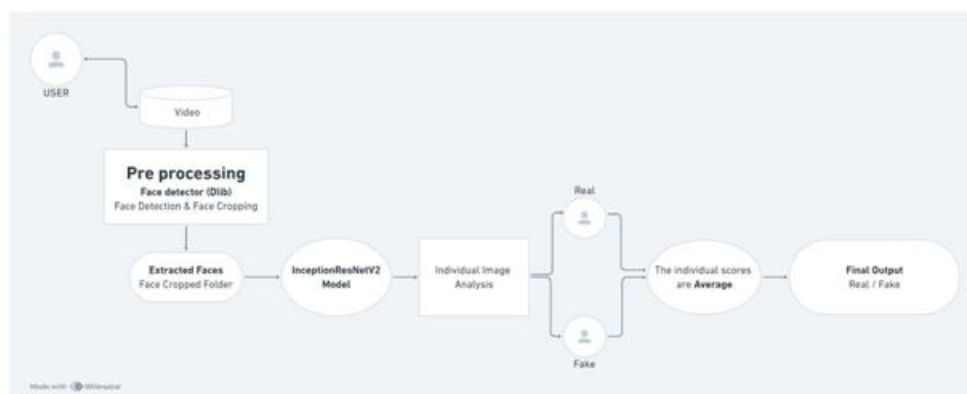 USER
Video
Pre processing
Face detector (Dlib)
Face Detection & Face Cropping
Extracted Faces
Face Cropped Folder
InceptionResNetV2
Model
Individual Image
Analysis
Real
Fake
The individual scores
are Average
Final Output
Real / Fake
Made with Whimsical